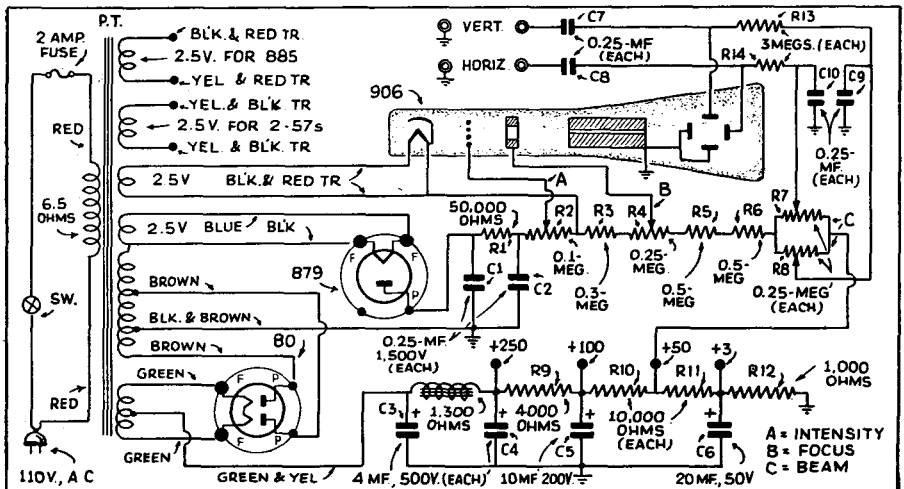 P.T.
2 AMP.
FUSE
BLK. & RED TR.
2.5V. FOR 885
YEL & RED TR
YEL. & BLK. TR
2.5V. FOR 2-57s
YEL. & BLK. TR
RED
2.5V
BLK. & RED TR
6.5
OHMS
2.5V
BLUE
BLK
879
F
F
P
SW.
BROWN
BLK. & BROWN
BROWN
80
GREEN
F
P
F
P
RED
GREEN
110V., A C
GREEN & YEL
VERT.
C7
0.25-MF
(EACH)
HORIZ.
C8
R13
3 MEGS. (EACH)
R14
C10
C9
0.25-
MF.
(EACH)
906
A
B
50,000
OHMS
R1
R2
R3
R4
R5
R6
R7
R8
C
C1
C2
0.1-
MEG.
0.3-
MEG
0.25-
MEG.
0.5-
MEG
0.5-
MEG
0.25-MEG
(EACH)
0.25-MF.
1,500V
(EACH)
+250
+100
+50
+3
R9
R10
R11
R12
1,000
OHMS
1,300
OHMS
4000
OHMS
10,000
OHMS
(EACH)
C3
+
C4
+
C5
+
C6
+
4 MF., 500V. (EACH)
10 MF 200V.
20 MF, 50V
A = INTENSITY
B = FOCUS
C = BEAM